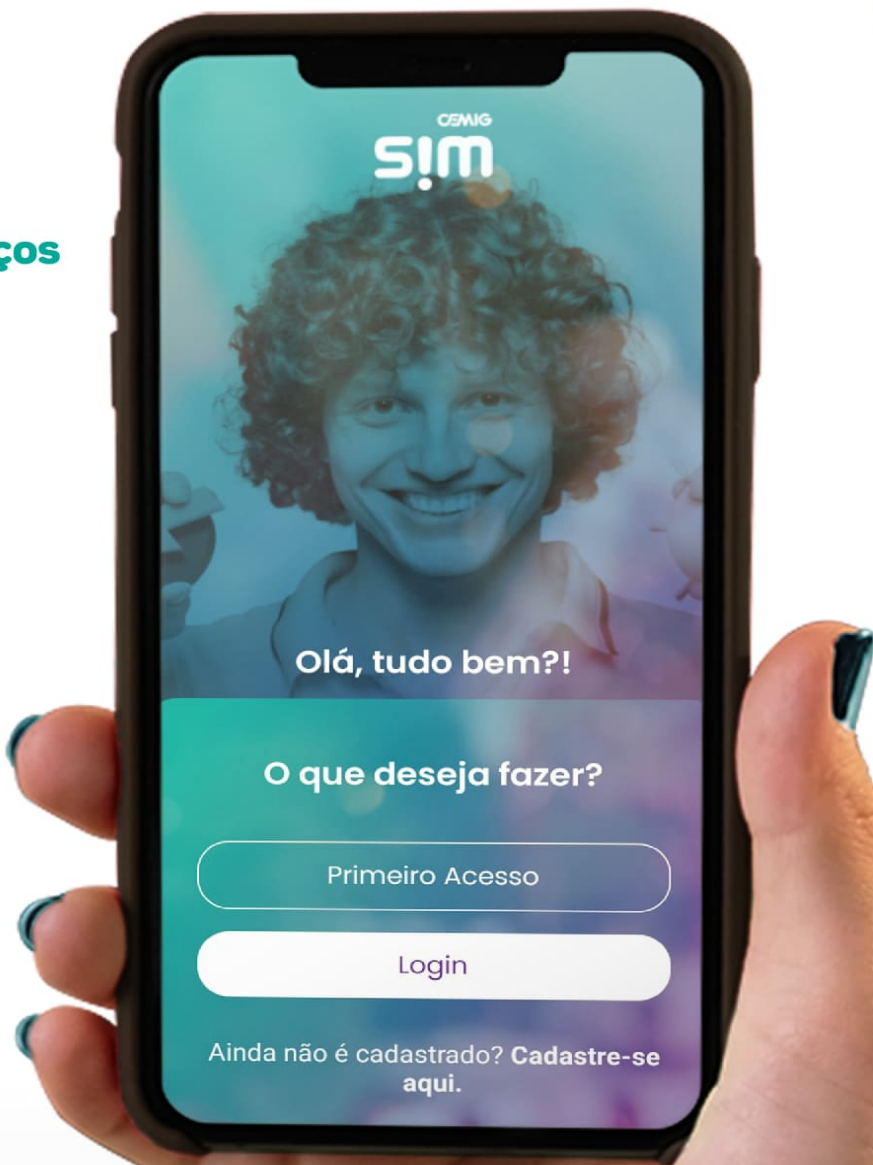 CEMIG
sim
ços
Olá, tudo bem?!
O que deseja fazer?
Primeiro Acesso
Login
Ainda não é cadastrado? Cadastre-se
aqui.